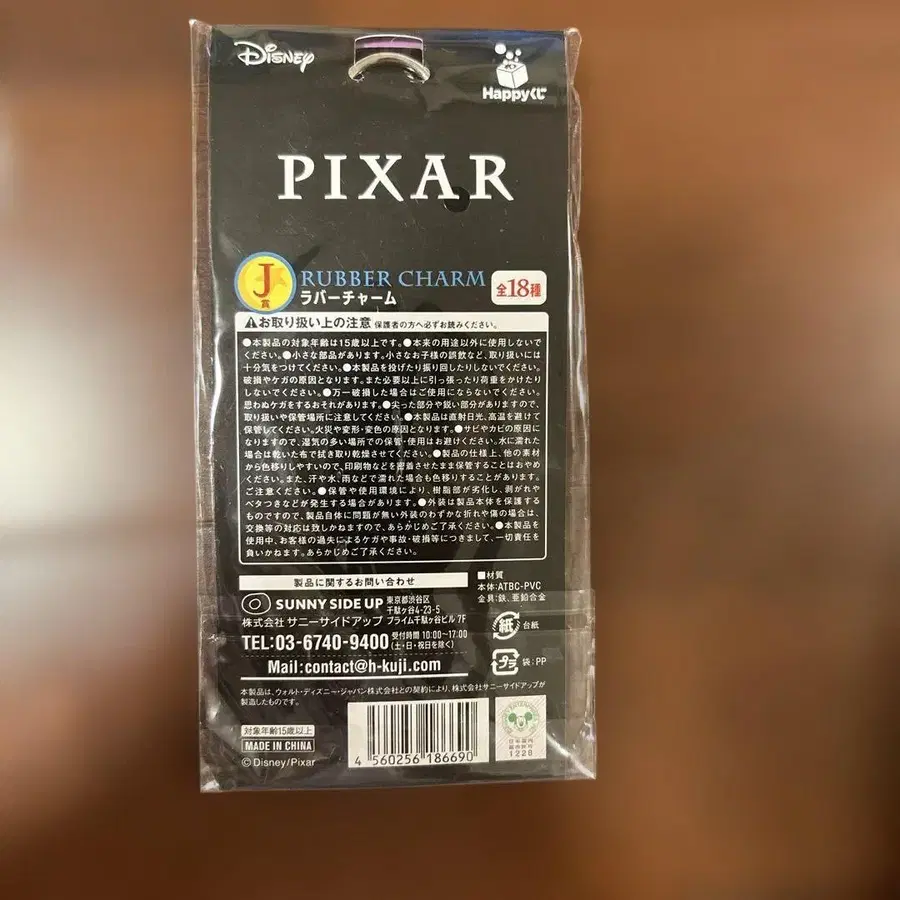 Disney
Happyくじ
PIXAR
J賞
RUBBER CHARM
ラバーチャーム
全18種
お取り扱い上の注意 保護者の方へ必ずお読みください。
●本製品の対象年齢は15歳以上です。●本来の用途以外に使用しないで
ください。●小さな部品があります。小さなお子様の誤飲など、取り扱いには
十分気をつけてください。●本製品を投げたり振り回したりしないでください。
破損やケガの原因となります。また必要以上に引っ張ったり荷重をかけたり
しないでください。●万一破損した場合はご使用にならないでください。
思わぬケガをするおそれがあります。●尖った部分や鋭い部分がありますので、
取り扱いや保管場所に注意してください。●本製品は直射日光、高温を避けて
保管してください。火災や変形・変色の原因となります。●サビやカビの原因に
なりますので、湿気の多い場所での保管・使用はお避けください。水に濡れた
場合は乾いた布で拭き取り乾燥させてください。●製品の仕様上、他の素材
から色移りしやすいので、印刷物などを密着させたまま保管することはおやめ
ください。また、汗や水、雨などで濡れた場合も色移りすることがあります。
ご注意ください。●保管や使用環境により、樹脂部が劣化し、剥がれや
ベタつきなどが発生する場合があります。●外装は製品本体を保護する
ものですので、製品自体に問題が無い外装のわずかな折れや傷の場合は、
交換等の対応は致しかねますので、あらかじめご了承ください。●本製品を
使用中、お客様の過失によるケガや事故・破損等につきまして、一切責任を
負いかねます。あらかじめご了承ください。
製品に関するお問い合わせ
SUNNY SIDE UP 東京都渋谷区
千駄ヶ谷4-23-5
株式会社 サニーサイドアップ プライム千駄ヶ谷ビル 7F
TEL:03-6740-9400 受付時間 10:00～17:00
(土・日・祝日を除く)
Mail:contact@h-kuji.com
■材質
本体:ATBC-PVC
金具:鉄、亜鉛合金
紙 台紙
プラ 袋:PP
本製品は、ウォルト・ディズニー・ジャパン株式会社との契約により、株式会社サニーサイドアップが
製造したものです。
対象年齢15歳以上
MADE IN CHINA
©Disney/Pixar
4 560256 186690
1228